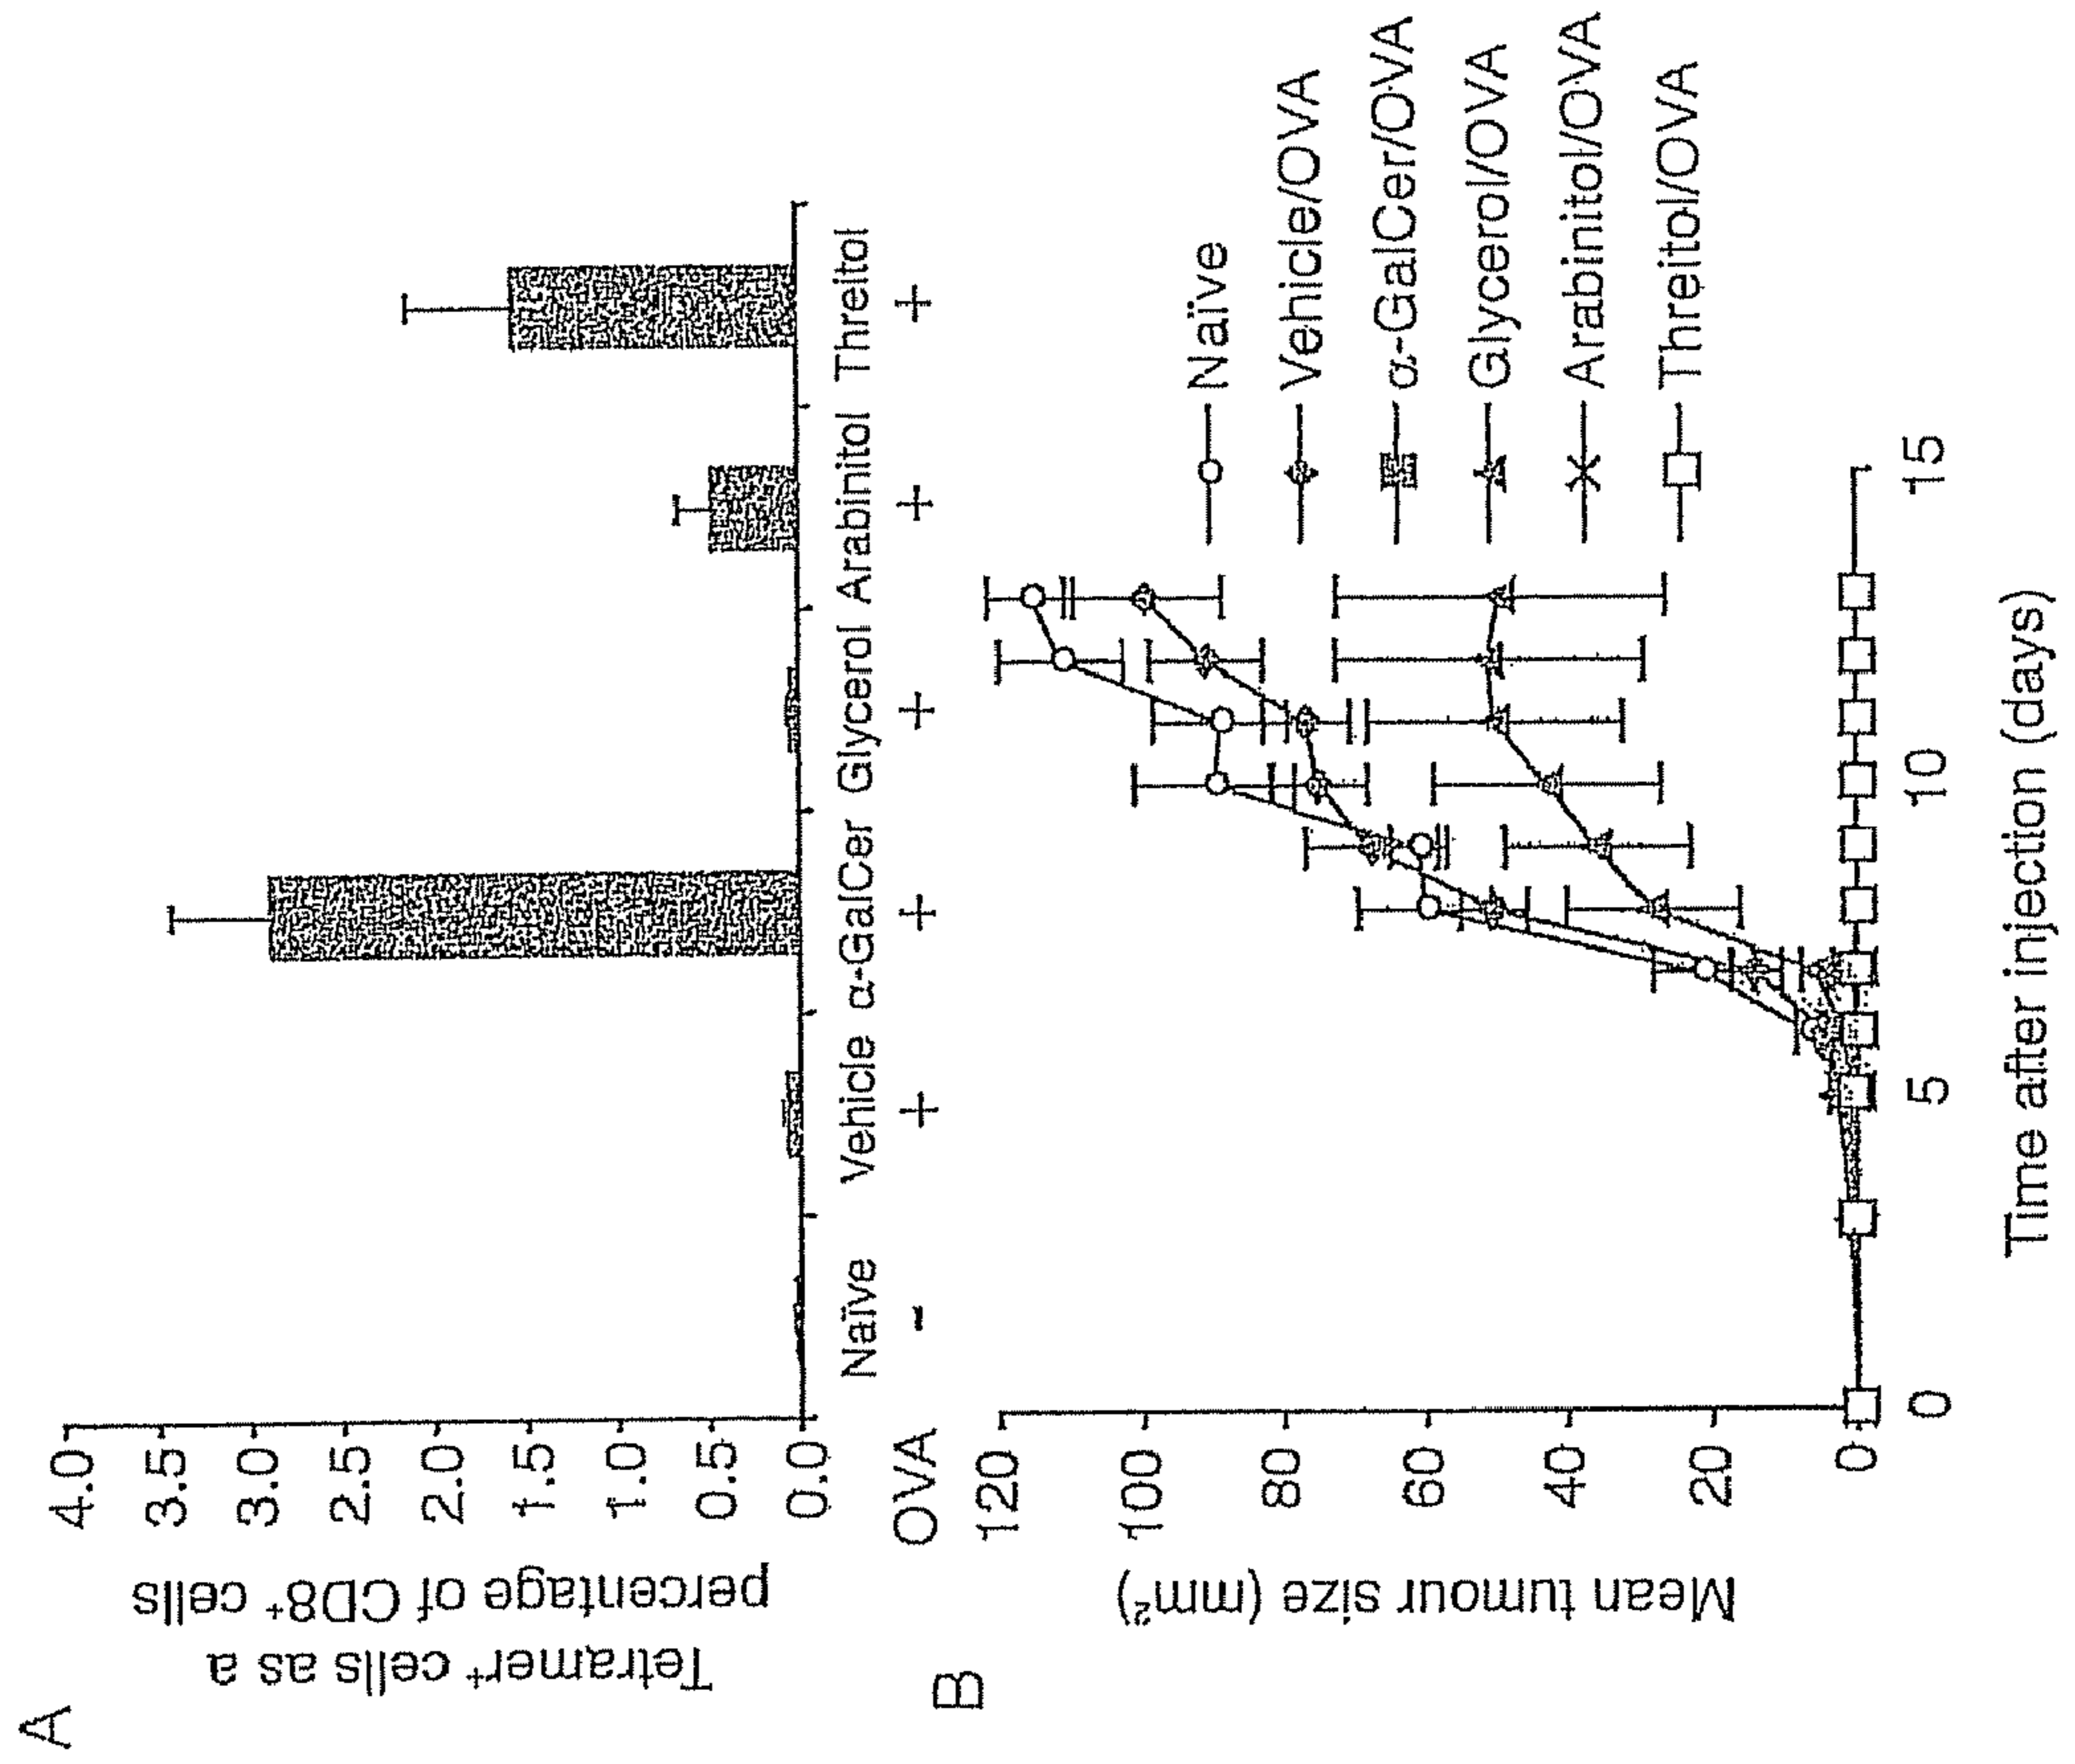 A
Tetramer⁺ cells as a
percentage of CD8⁺ cells
4.0
3.5
3.0
2.5
2.0
1.5
1.0
0.5
0.0
Naïve Vehicle α-GalCer Glycerol Arabinitol Threitol
OVA - + + + + +
B
Mean tumour size (mm²)
120
100
80
60
40
20
0
0 5 10 15
Time after injection (days)
Naïve
Vehicle/OVA
α-GalCer/OVA
Glycerol/OVA
Arabinitol/OVA
Threitol/OVA